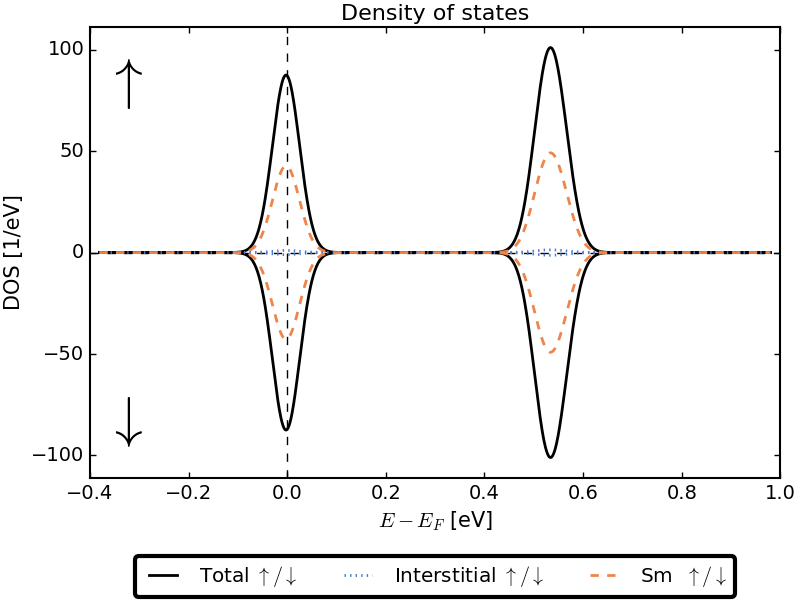 Density of states
DOS [1/eV]
100
50
0
−50
−100
↑
↓
−0.4 −0.2 0.0 0.2 0.4 0.6 0.8 1.0
E − E_F [eV]
Total ↑/↓ Interstitial ↑/↓ Sm ↑/↓